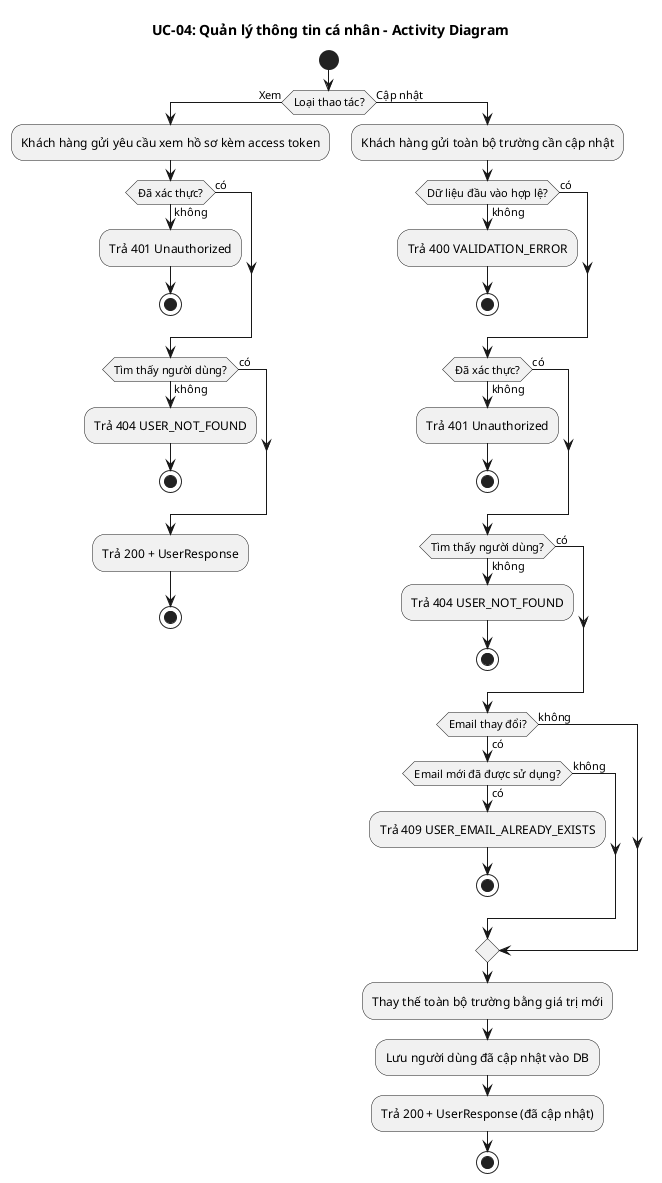 UC-04: Quản lý thông tin cá nhân - Activity Diagram
Loại thao tác?
Xem
Cập nhật
Khách hàng gửi yêu cầu xem hồ sơ kèm access token
Đã xác thực?
có
không
Trả 401 Unauthorized
Tìm thấy người dùng?
có
không
Trả 404 USER_NOT_FOUND
Trả 200 + UserResponse
Khách hàng gửi toàn bộ trường cần cập nhật
Dữ liệu đầu vào hợp lệ?
có
không
Trả 400 VALIDATION_ERROR
Đã xác thực?
có
không
Trả 401 Unauthorized
Tìm thấy người dùng?
có
không
Trả 404 USER_NOT_FOUND
Email thay đổi?
không
có
Email mới đã được sử dụng?
không
có
Trả 409 USER_EMAIL_ALREADY_EXISTS
Thay thế toàn bộ trường bằng giá trị mới
Lưu người dùng đã cập nhật vào DB
Trả 200 + UserResponse (đã cập nhật)